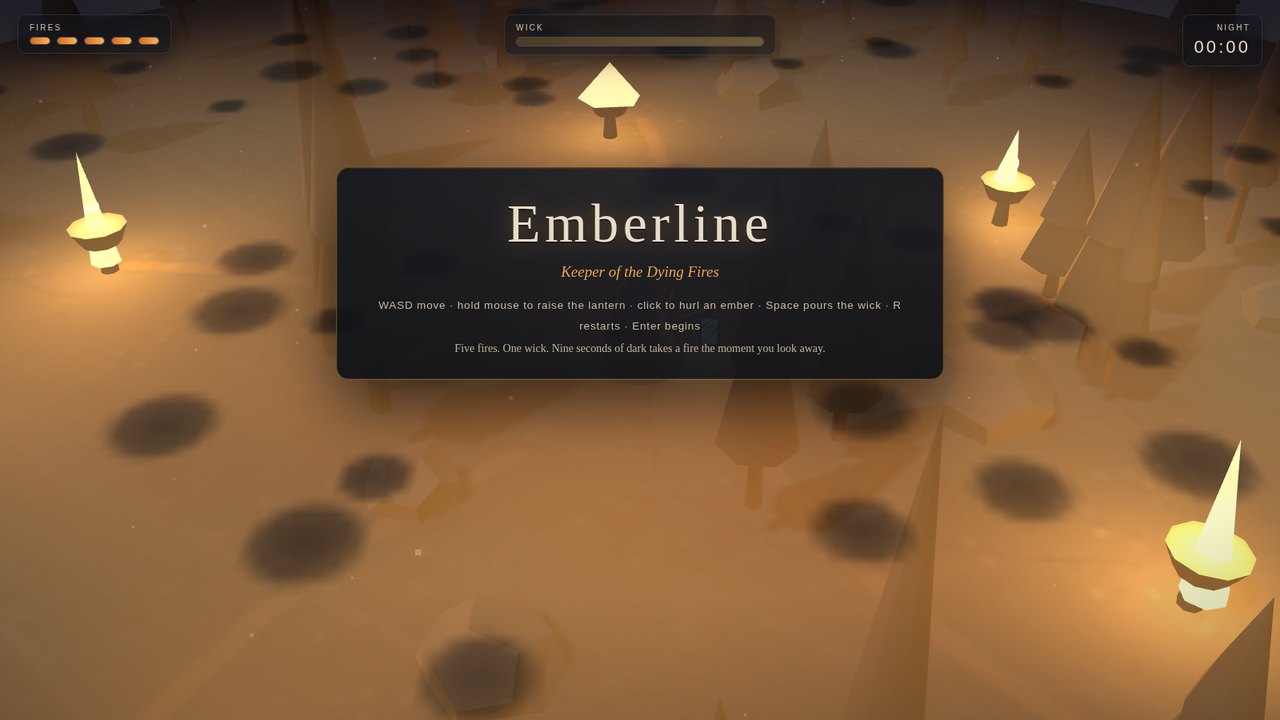 FIRES
WICK
NIGHT
00:00
Emberline
Keeper of the Dying Fires
WASD move · hold mouse to raise the lantern · click to hurl an ember · Space pours the wick · R
restarts · Enter begins
Five fires. One wick. Nine seconds of dark takes a fire the moment you look away.